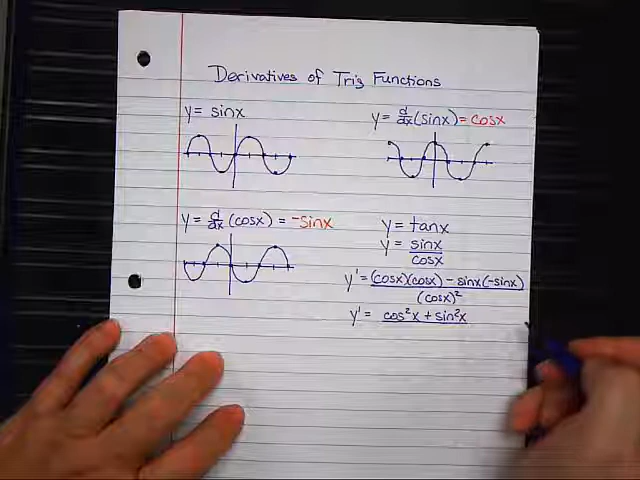 Derivatives of Trig Functions
y = sinx
y = d/dx (sinx) = cosx
y = d/dx (cosx) = -sinx
y = tanx
y = sinx/cosx
y' = (cosx)(cosx) - sinx(-sinx)/(cosx)²
y' = cos²x + sin²x